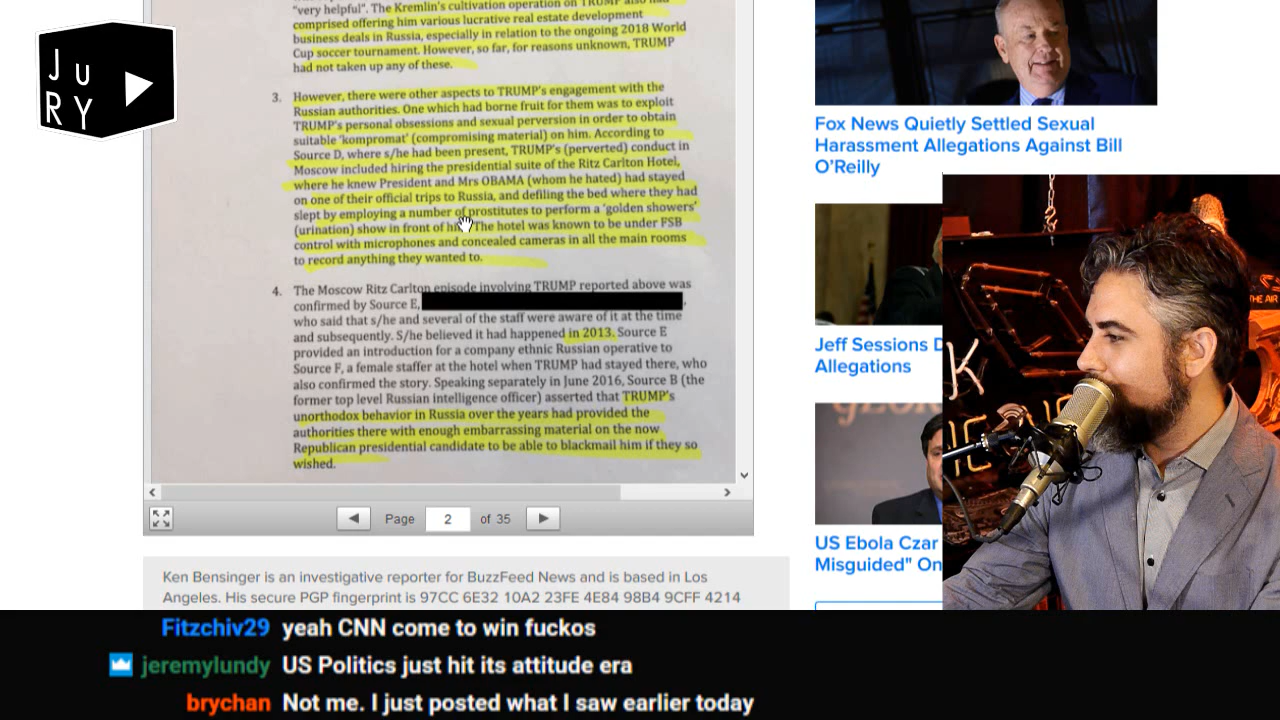 JURY
"very helpful". The Kremlin's cultivation operation on TRUMP also had
comprised offering him various lucrative real estate development
business deals in Russia, especially in relation to the ongoing 2018 World
Cup soccer tournament. However, so far, for reasons unknown, TRUMP
had not taken up any of these.
3. However, there were other aspects to TRUMP's engagement with the
Russian authorities. One which had borne fruit for them was to exploit
TRUMP's personal obsessions and sexual perversion in order to obtain
suitable 'kompromat' (compromising material) on him. According to
Source D, where s/he had been present, TRUMP's (perverted) conduct in
Moscow included hiring the presidential suite of the Ritz Carlton Hotel,
where he knew President and Mrs OBAMA (whom he hated) had stayed
on one of their official trips to Russia, and defiling the bed where they had
slept by employing a number of prostitutes to perform a 'golden showers'
(urination) show in front of The hotel was known to be under FSB
control with microphones and concealed cameras in all the main rooms
to record anything they wanted to.
4. The Moscow Ritz Carlton episode involving TRUMP reported above was
confirmed by Source E,
who said that s/he and several of the staff were aware of it at the time
and subsequently. S/he believed it had happened in 2013. Source E
provided an introduction for a company ethnic Russian operative to
Source F, a female staffer at the hotel when TRUMP had stayed there, who
also confirmed the story. Speaking separately in June 2016, Source B (the
former top level Russian intelligence officer) asserted that TRUMP's
unorthodox behavior in Russia over the years had provided the
authorities there with enough embarrassing material on the now
Republican presidential candidate to be able to blackmail him if they so
wished.
Page 2 of 35
Ken Bensinger is an investigative reporter for BuzzFeed News and is based in Los
Angeles. His secure PGP fingerprint is 97CC 6E32 10A2 23FE 4E84 98B4 9CFF 4214
Fox News Quietly Settled Sexual
Harassment Allegations Against Bill
O'Reilly
Jeff Sessions D
Allegations
US Ebola Czar
Misguided" On
THE AIR
Fitzchiv29 yeah CNN come to win fuckos
jeremylundy US Politics just hit its attitude era
brychan Not me. I just posted what I saw earlier today